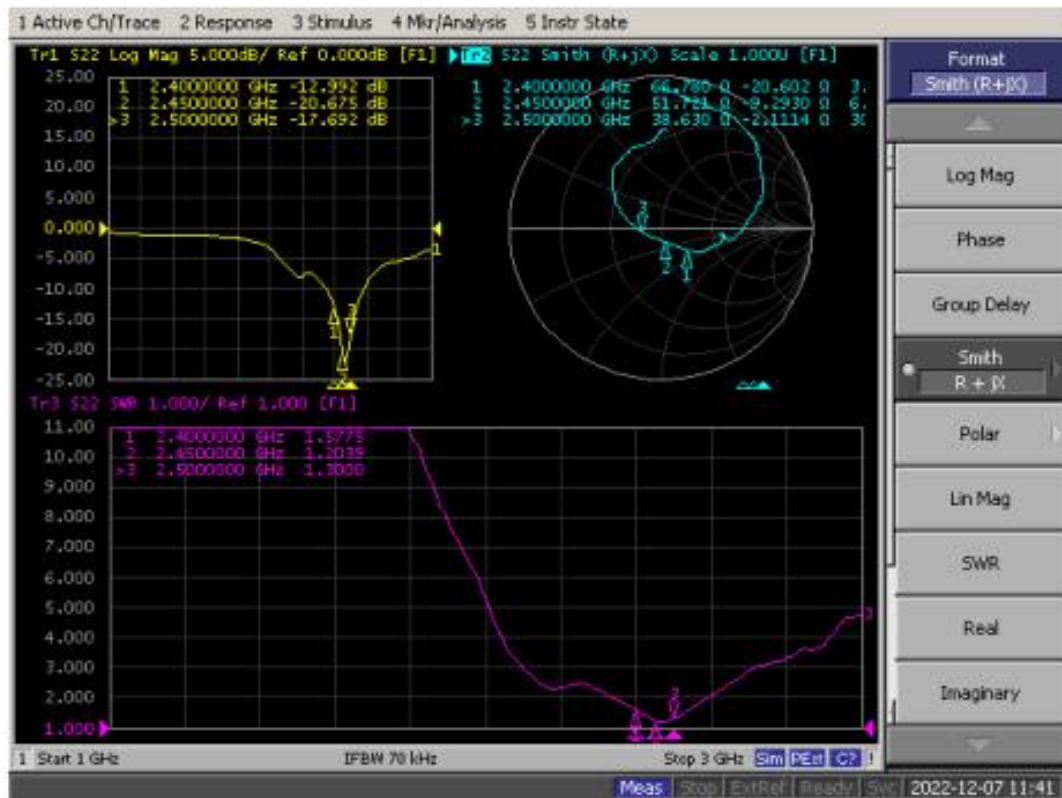 1 Active Ch/Trace 2 Response 3 Stimulus 4 Mkr/Analysis 5 Instr State
Tr1 S22 Log Mag 5.000dB/ Ref 0.000dB [F1]
25.00
20.00
15.00
10.00
5.000
0.000
-5.000
-10.00
-15.00
-20.00
-25.00
1 2.4000000 GHz -12.992 dB
2 2.4500000 GHz -20.675 dB
>3 2.5000000 GHz -17.692 dB
Tr2 S22 Smith (R+jX) Scale 1.000U [F1]
1 2.4000000 GHz 66.780 Ω -20.602 Ω 3.
2 2.4500000 GHz 51.721 Ω -9.2930 Ω 6.
>3 2.5000000 GHz 38.630 Ω -2.1114 Ω 30
Tr3 S22 SWR 1.000/ Ref 1.000 [F1]
11.00
10.00
9.000
8.000
7.000
6.000
5.000
4.000
3.000
2.000
1.000
1 2.4000000 GHz 1.5775
2 2.4500000 GHz 1.2039
>3 2.5000000 GHz 1.3000
1 Start 1 GHz IFBW 70 kHz Stop 3 GHz Sim PExt C? !
Meas Stop ExtRef Ready Svc 2022-12-07 11:41
Format
Smith (R+jX)
Log Mag
Phase
Group Delay
Smith
R + jX
Polar
Lin Mag
SWR
Real
Imaginary